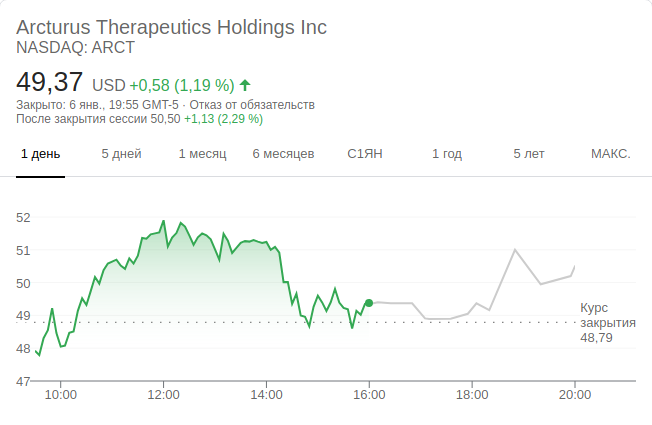 Arcturus Therapeutics Holdings Inc
NASDAQ: ARCT
49,37 USD +0,58 (1,19 %)
Закрыто: 6 янв., 19:55 GMT-5 · Отказ от обязательств
После закрытия сессии 50,50 +1,13 (2,29 %)
1 день 5 дней 1 месяц 6 месяцев С1ЯН 1 год 5 лет МАКС.
52
51
50
49
48
47
Курс
закрытия
48,79
10:00 12:00 14:00 16:00 18:00 20:00